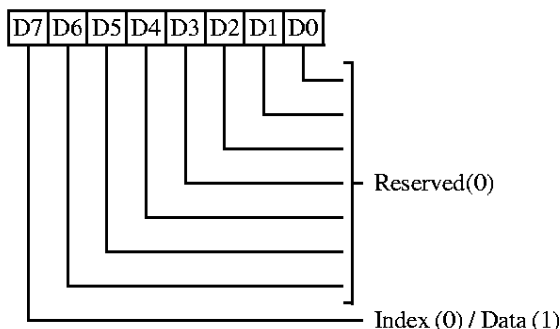 D7 D6 D5 D4 D3 D2 D1 D0
Reserved(0)
Index (0) / Data (1)